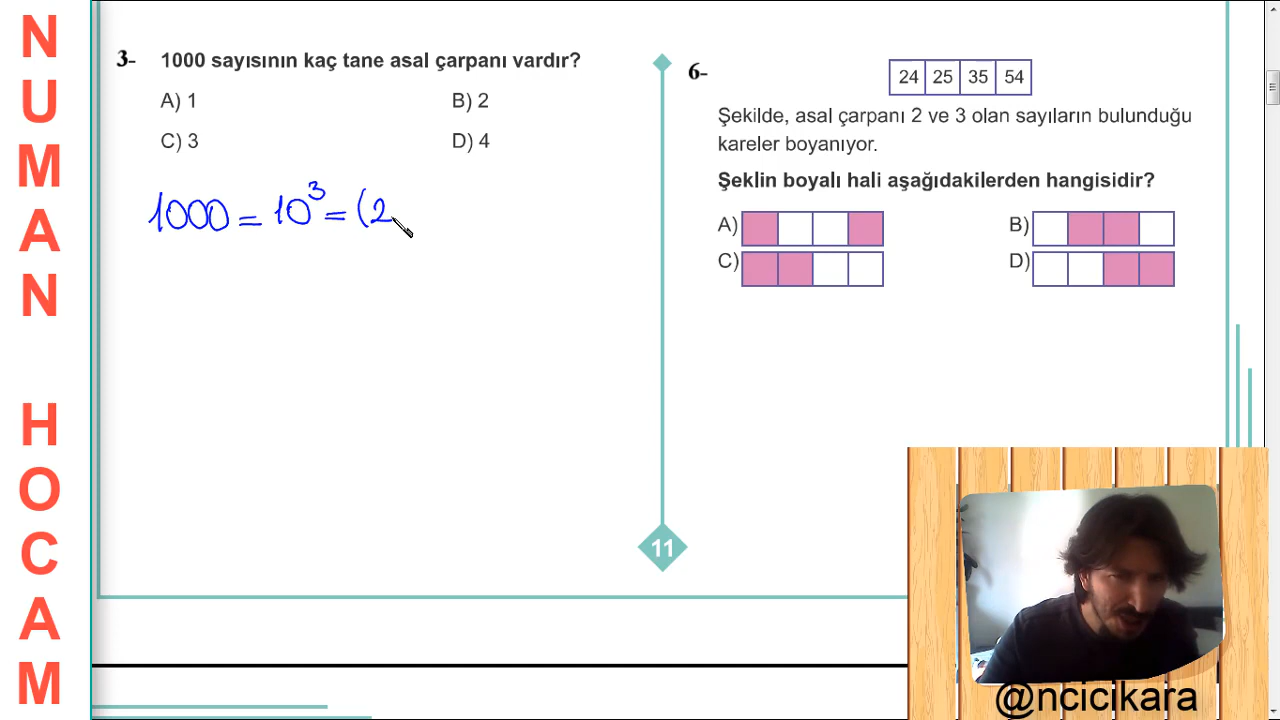 NUMAN HOCAM
3- 1000 sayısının kaç tane asal çarpanı vardır?
A) 1
B) 2
C) 3
D) 4
1000 = 10³ = (2
11
6-
24 25 35 54
Şekilde, asal çarpanı 2 ve 3 olan sayıların bulunduğu
kareler boyanıyor.
Şeklin boyalı hali aşağıdakilerden hangisidir?
A)
B)
C)
D)
@ncicikara